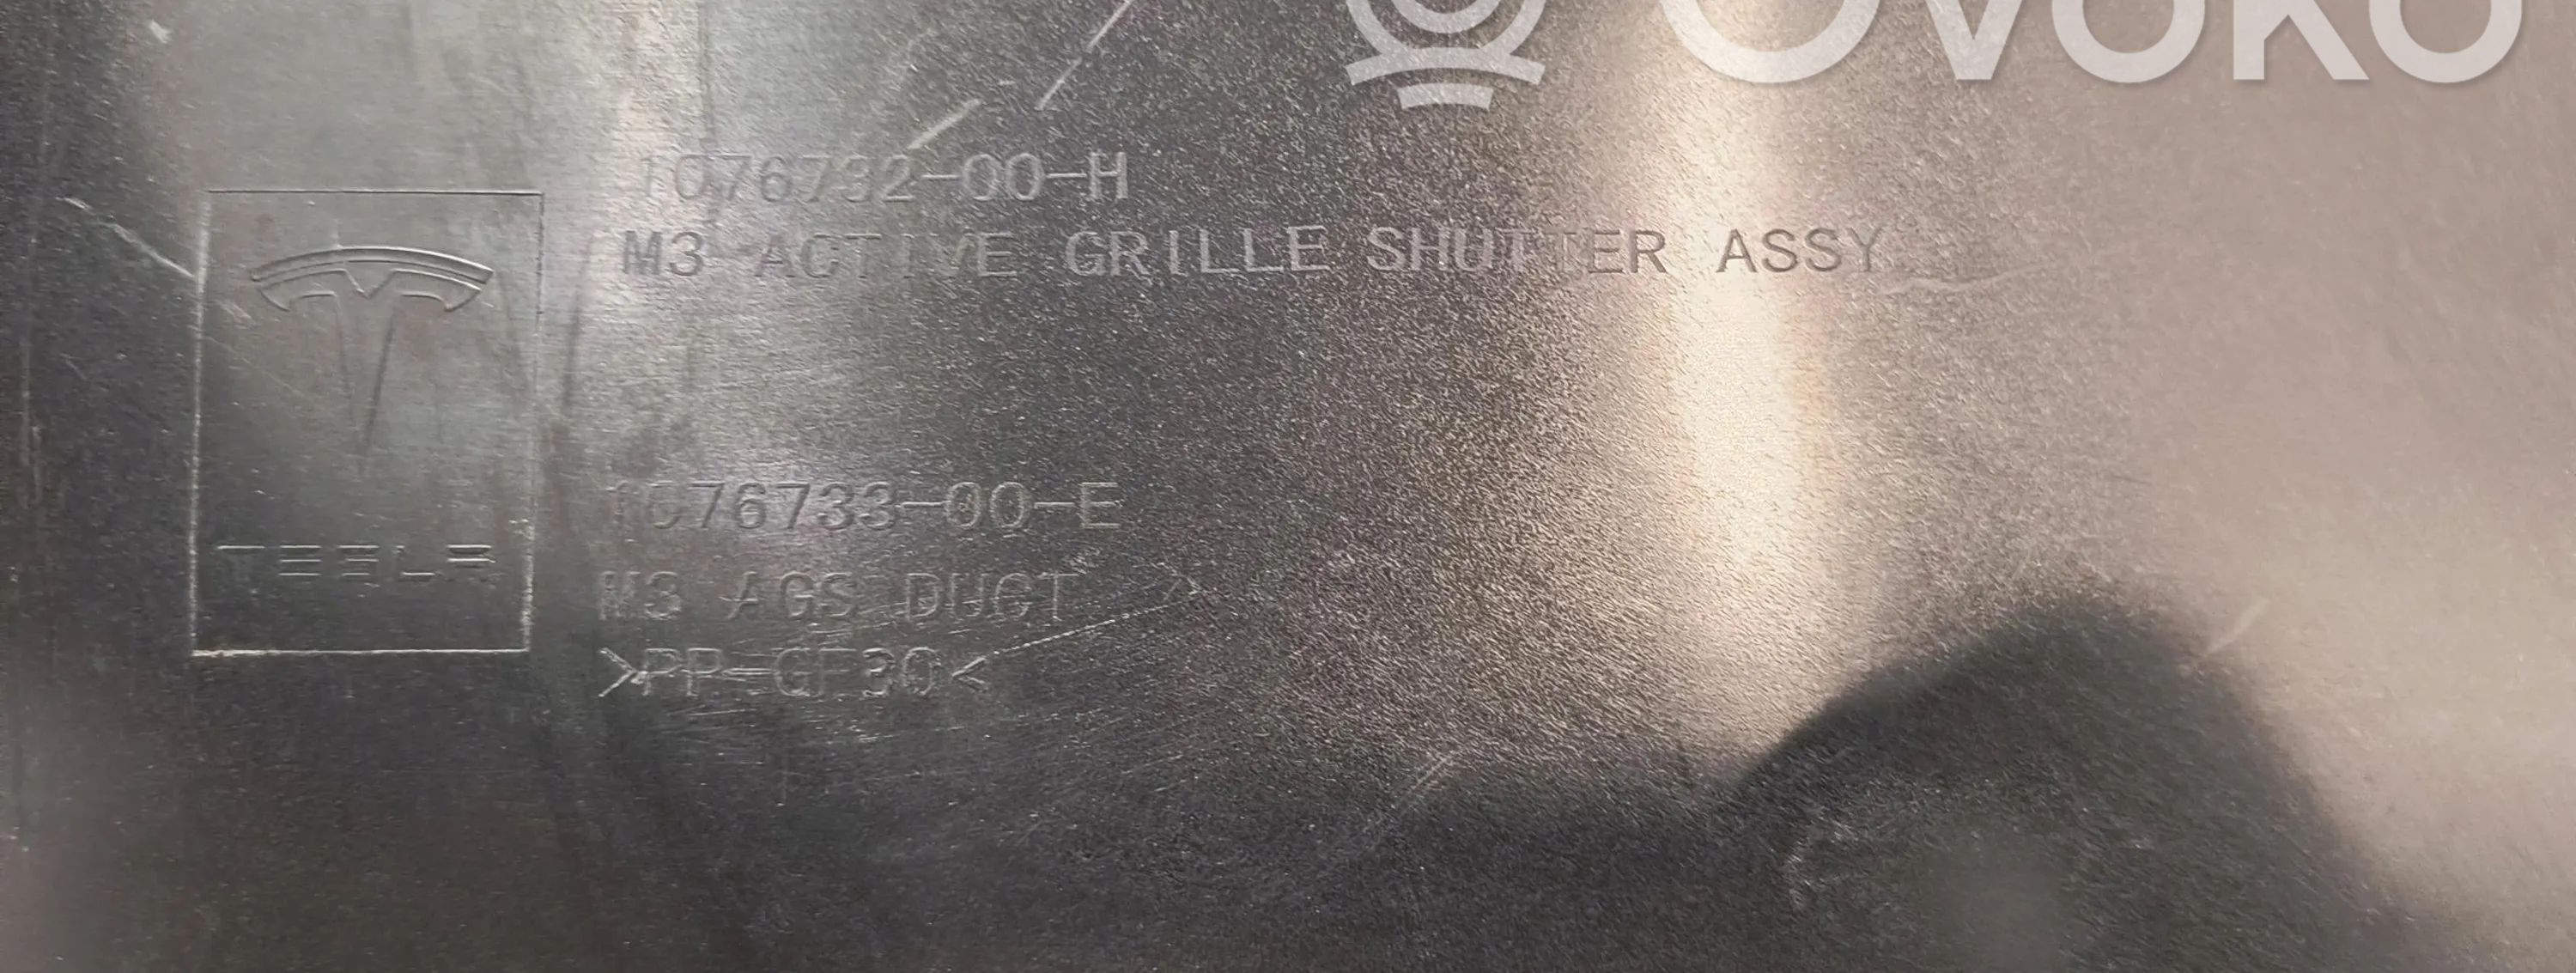 OVOKO
1076732-00-H
M3 ACTIVE GRILLE SHUTTER ASSY
TESLA
1076733-00-E
M3 AGS DUCT
>PP-GF30<